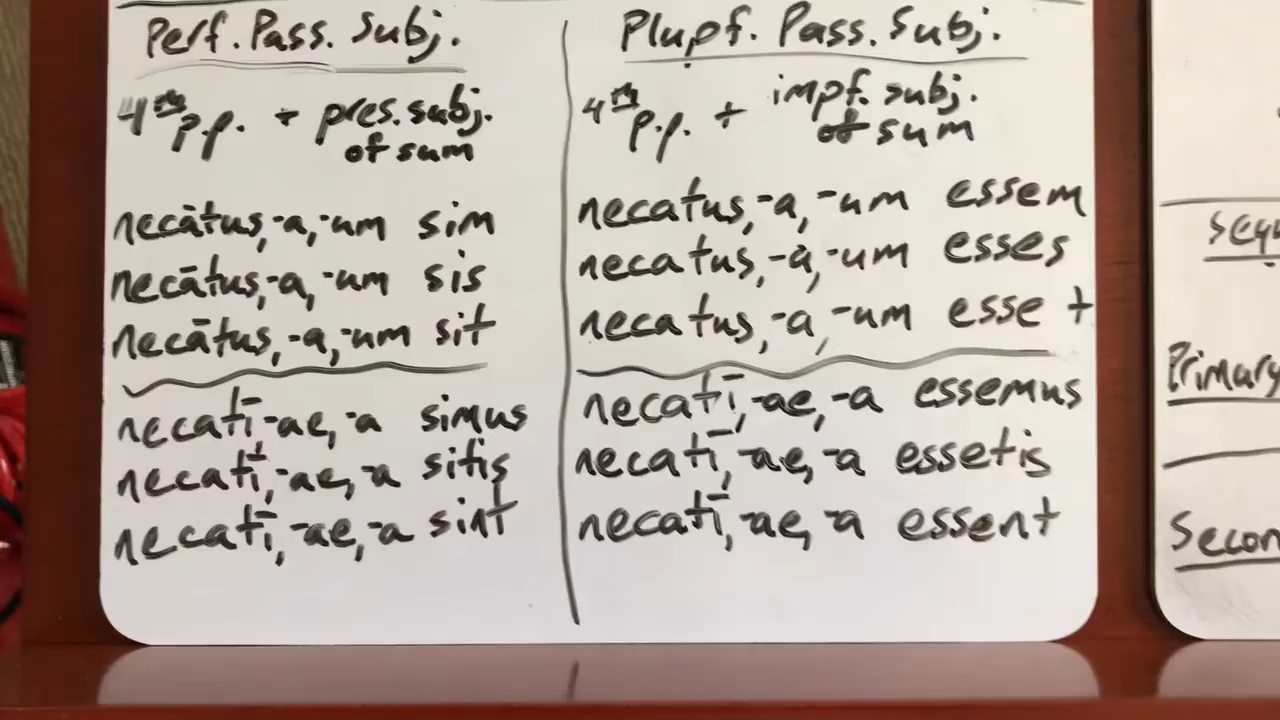 Perf. Pass. Subj.
4th p.p. + pres. subj.
of sum
necātus,-a,-um sim
necātus,-a,-um sis
necātus,-a,-um sit
necatī-ae,-a simus
necatī,-ae,-a sitis
necatī,-ae,-a sint
Plupf. Pass. Subj.
4th p.p. + impf. subj.
of sum
necatus,-a,-um essem
necatus,-a,-um esses
necatus,-a,-um esset
necatī,-ae,-a essemus
necatī,-ae,-a essetis
necatī,-ae,-a essent
Primary